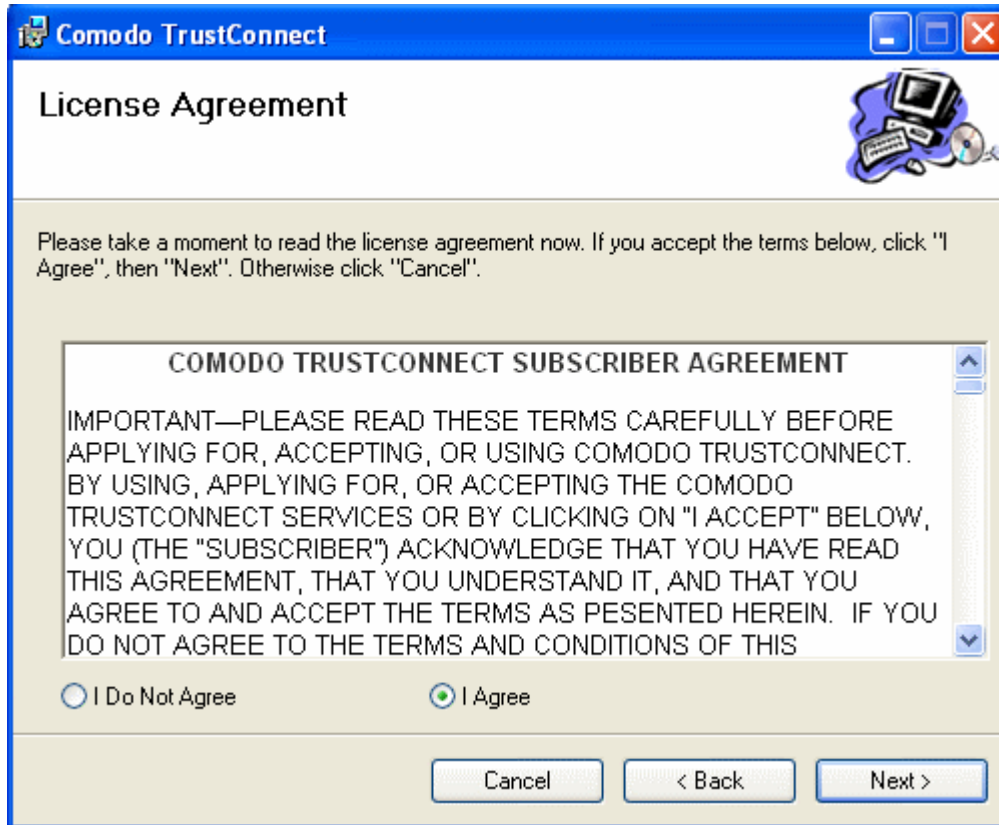 Comodo TrustConnect
License Agreement
Please take a moment to read the license agreement now. If you accept the terms below, click "I
Agree", then "Next". Otherwise click "Cancel".
COMODO TRUSTCONNECT SUBSCRIBER AGREEMENT
IMPORTANT—PLEASE READ THESE TERMS CAREFULLY BEFORE
APPLYING FOR, ACCEPTING, OR USING COMODO TRUSTCONNECT.
BY USING, APPLYING FOR, OR ACCEPTING THE COMODO
TRUSTCONNECT SERVICES OR BY CLICKING ON "I ACCEPT" BELOW,
YOU (THE "SUBSCRIBER") ACKNOWLEDGE THAT YOU HAVE READ
THIS AGREEMENT, THAT YOU UNDERSTAND IT, AND THAT YOU
AGREE TO AND ACCEPT THE TERMS AS PESENTED HEREIN.  IF YOU
DO NOT AGREE TO THE TERMS AND CONDITIONS OF THIS
I Do Not Agree I Agree
Cancel < Back Next >